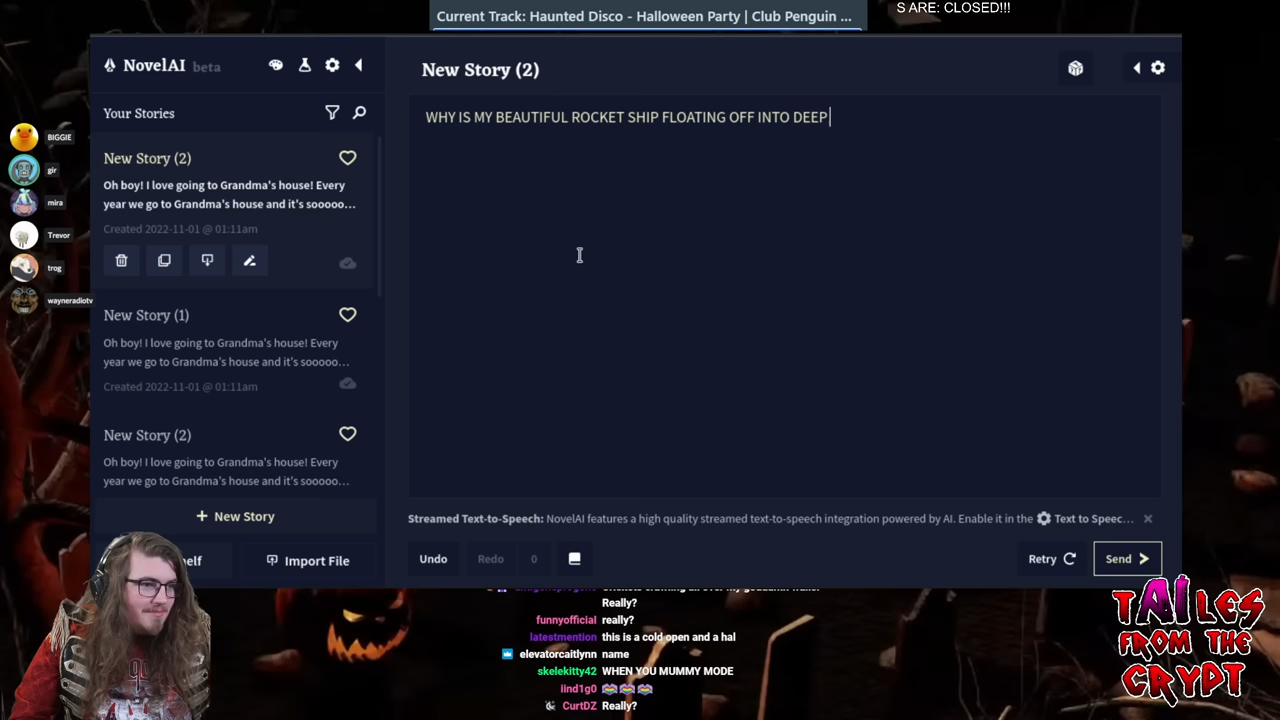 Current Track: Haunted Disco - Halloween Party | Club Penguin ...
S ARE: CLOSED!!!
NovelAI beta
New Story (2)
Your Stories
WHY IS MY BEAUTIFUL ROCKET SHIP FLOATING OFF INTO DEEP
BIGGIE
gir
mira
Trevor
trog
wayneradiotv
New Story (2)
Oh boy! I love going to Grandma's house! Every
year we go to Grandma's house and it's sooooo...
Created 2022-11-01 @ 01:11am
New Story (1)
Oh boy! I love going to Grandma's house! Every
year we go to Grandma's house and it's sooooo...
Created 2022-11-01 @ 01:11am
New Story (2)
Oh boy! I love going to Grandma's house! Every
year we go to Grandma's house and it's sooooo...
+ New Story
elf
Import File
Streamed Text-to-Speech: NovelAI features a high quality streamed text-to-speech integration powered by AI. Enable it in the Text to Speec...
Undo
Redo
0
Retry
Send
Really?
funnyofficial really?
latestmention this is a cold open and a hal
elevatorcaitlynn name
skelekitty42 WHEN YOU MUMMY MODE
iind1g0
CurtDZ Really?
TAILES
FROM THE
CRYPT